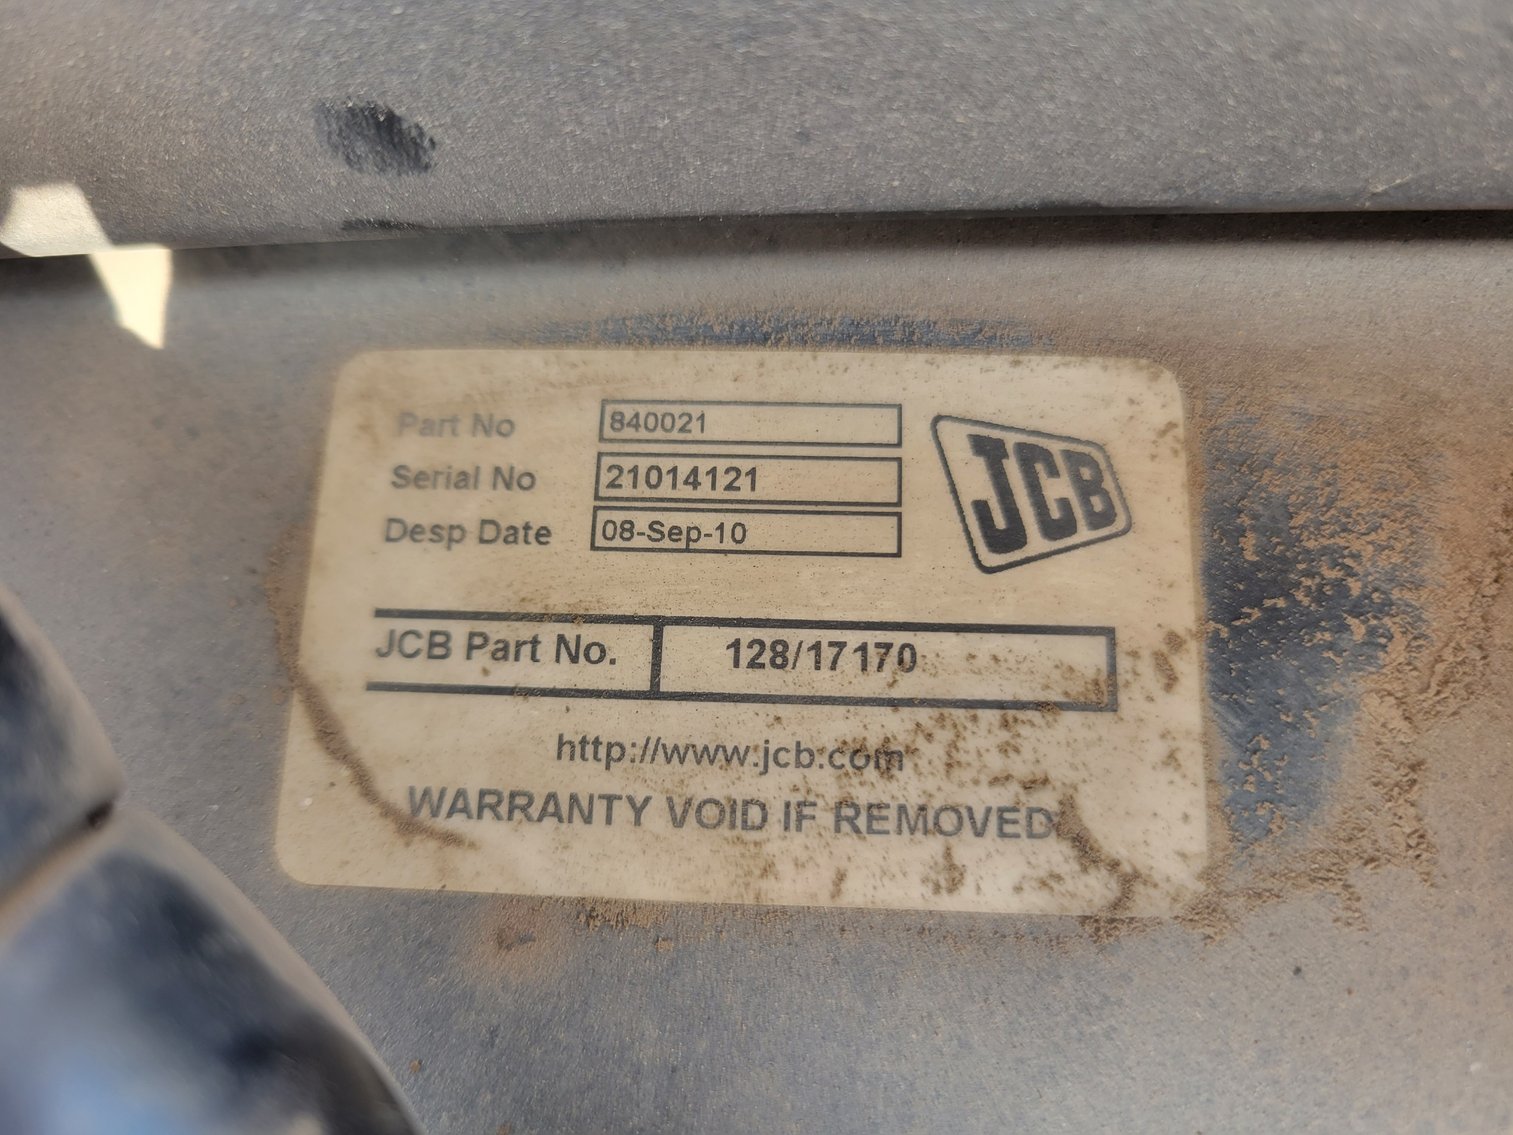 Part No 840021
Serial No 21014121
Desp Date 08-Sep-10
JCB
JCB Part No. 128/17170
http://www.jcb.com
WARRANTY VOID IF REMOVED